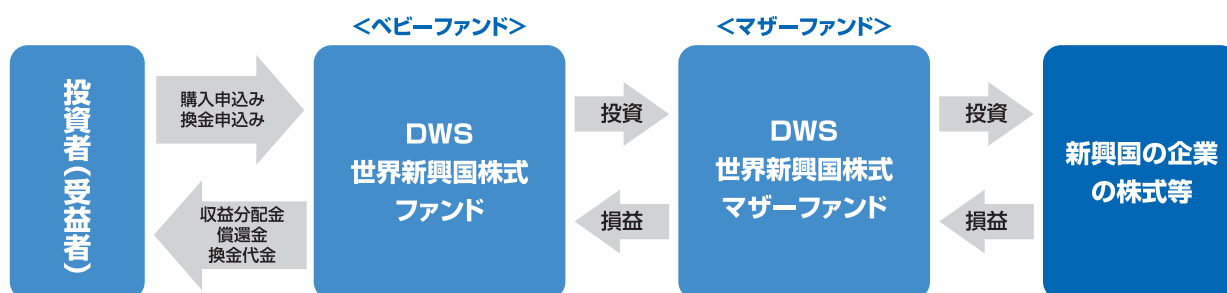 <ベビーファンド>
<マザーファンド>
投資者(受益者)
購入申込み
換金申込み
収益分配金
償還金
換金代金
DWS
世界新興国株式
ファンド
投資
損益
DWS
世界新興国株式
マザーファンド
投資
損益
新興国の企業
の株式等